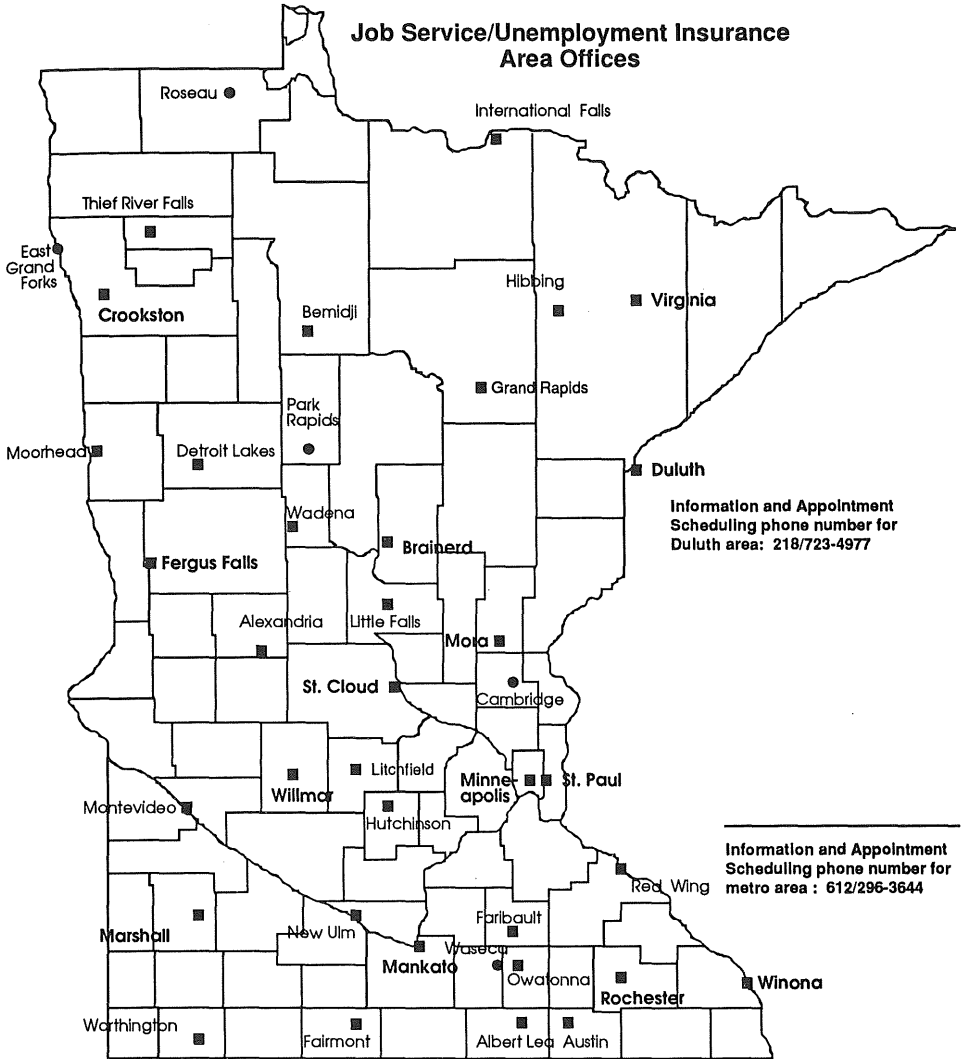 Job Service/Unemployment Insurance
Area Offices
Roseau
International Falls
Thief River Falls
East
Grand
Forks
Crookston
Bemidji
Hibbing
Virginia
Grand Rapids
Park
Rapids
Moorhead
Detroit Lakes
Duluth
Information and Appointment
Scheduling phone number for
Duluth area: 218/723-4977
Wadena
Brainerd
Fergus Falls
Alexandria
Little Falls
Mora
St. Cloud
Cambridge
Litchfield
Willmar
Minne-
apolis
St. Paul
Montevideo
Hutchinson
Information and Appointment
Scheduling phone number for
metro area : 612/296-3644
Red Wing
Marshall
New Ulm
Faribault
Waseca
Mankato
Owatonna
Rochester
Winona
Worthington
Fairmont
Albert Lea
Austin